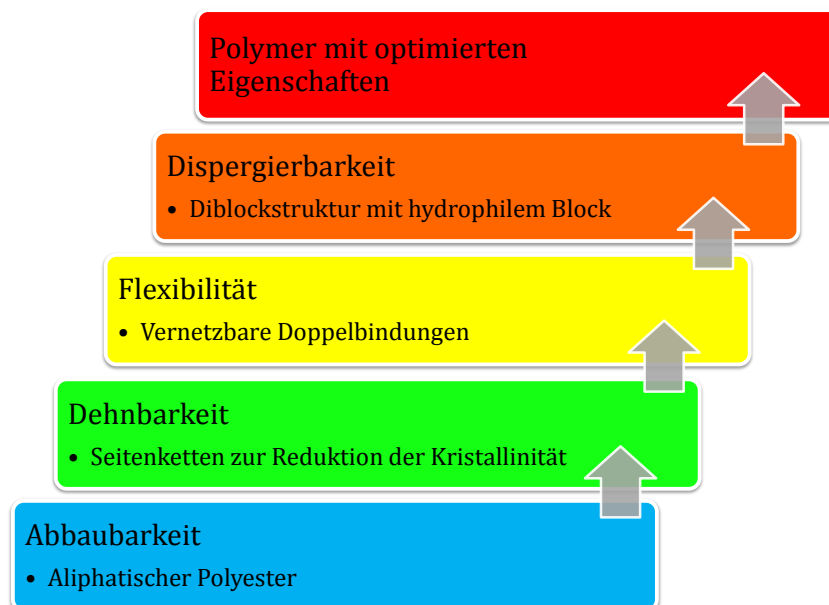 Polymer mit optimierten
Eigenschaften
Dispergierbarkeit
• Diblockstruktur mit hydrophilem Block
Flexibilität
• Vernetzbare Doppelbindungen
Dehnbarkeit
• Seitenketten zur Reduktion der Kristallinität
Abbaubarkeit
• Aliphatischer Polyester